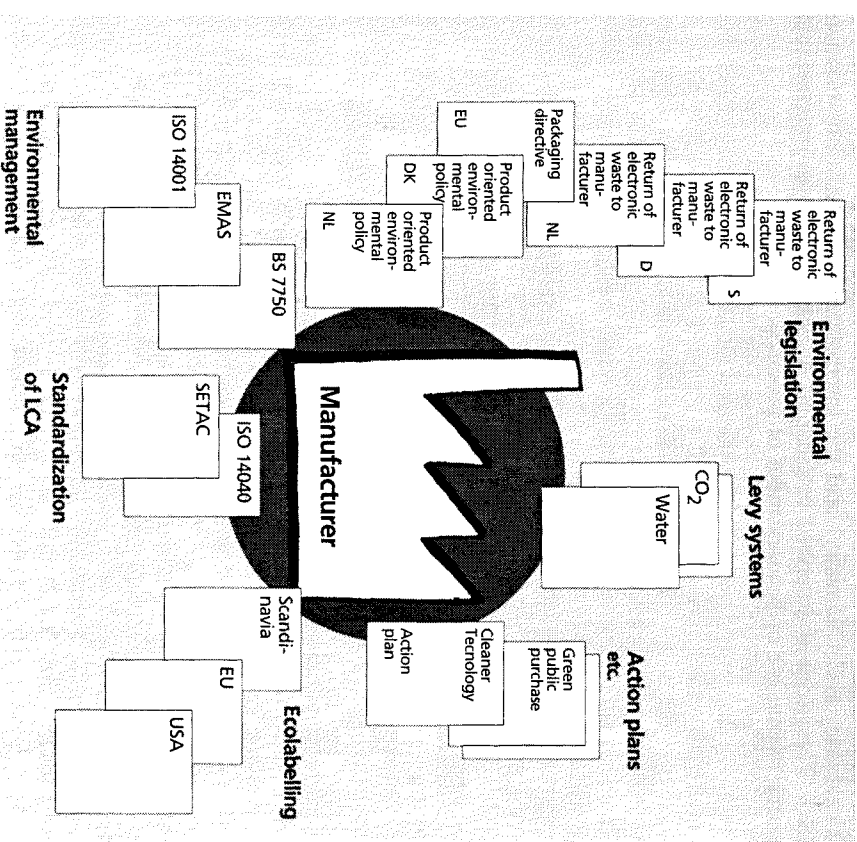 Environmental
legislation
Return of
electronic
waste to
manu-
facturer
S
Return of
electronic
waste to
manu-
facturer
D
Return of
electronic
waste to
manu-
facturer
NL
Packaging
directive
EU
Product
oriented
environ-
mental
policy
DK
Product
oriented
environ-
mental
policy
NL
Levy systems
CO2
Water
Action plans
etc.
Green
public
purchase
Cleaner
Tecnology
Action
plan
Manufacturer
Environmental
management
BS 7750
EMAS
ISO 14001
Standardization
of LCA
ISO 14040
SETAC
Ecolabelling
Scandi-
navia
EU
USA